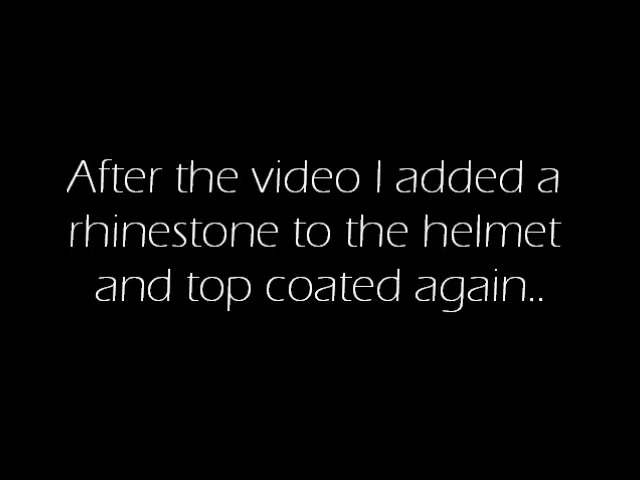 After the video I added a
rhinestone to the helmet
and top coated again..